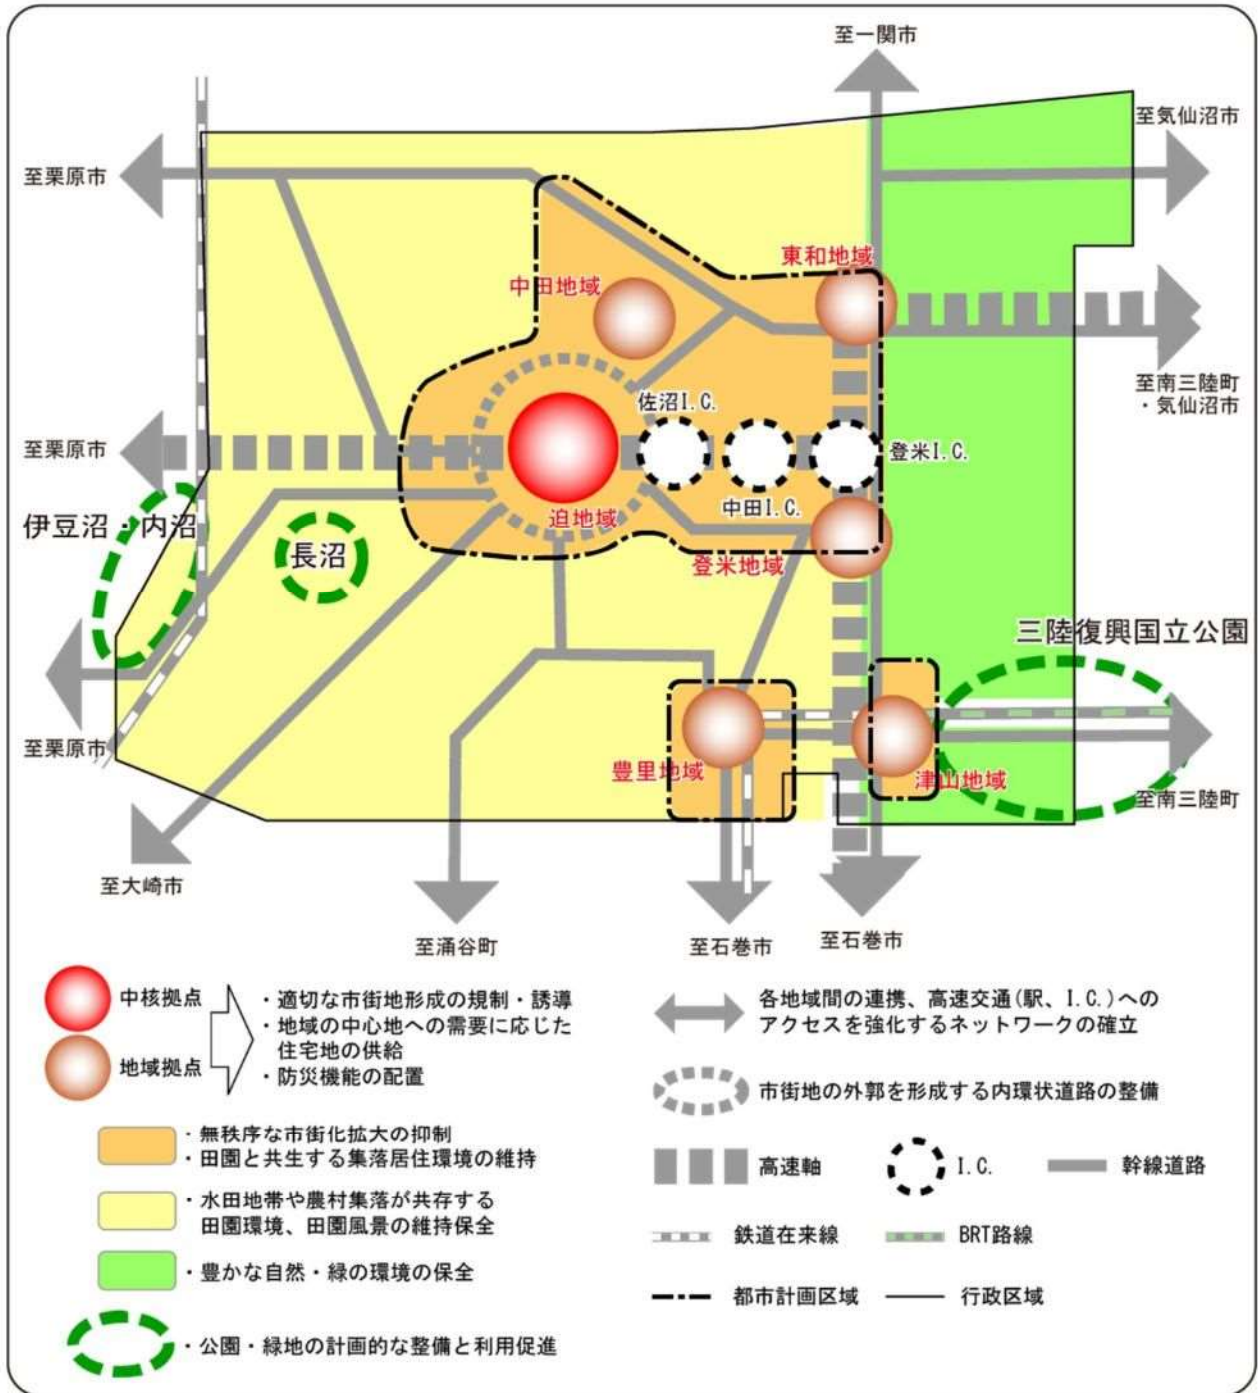 至一関市
至気仙沼市
至栗原市
東和地域
中田地域
至南三陸町
・気仙沼市
佐沼I.C.
至栗原市
登米I.C.
中田I.C.
迫地域
伊豆沼・内沼
長沼
登米地域
三陸復興国立公園
至栗原市
豊里地域
津山地域
至南三陸町
至大崎市
至涌谷町
至石巻市
至石巻市
中核拠点
地域拠点
・適切な市街地形成の規制・誘導
・地域の中心地への需要に応じた
住宅地の供給
・防災機能の配置
・無秩序な市街化拡大の抑制
・田園と共生する集落居住環境の維持
・水田地帯や農村集落が共存する
田園環境、田園風景の維持保全
・豊かな自然・緑の環境の保全
・公園・緑地の計画的な整備と利用促進
各地域間の連携、高速交通(駅、I.C.)への
アクセスを強化するネットワークの確立
市街地の外郭を形成する内環状道路の整備
高速軸
I.C.
幹線道路
鉄道在来線
BRT路線
都市計画区域
行政区域